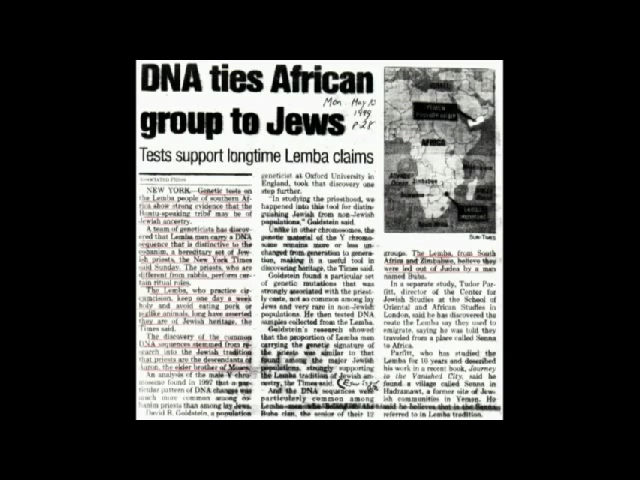 DNA ties African
group to Jews
Mon. May 10
1999
P. 28
Tests support longtime Lemba claims
Associated Press
NEW YORK — Genetic tests on
the Lemba people of southern Af-
rica show strong evidence that the
Bantu-speaking tribe may be of
Jewish ancestry.
A team of geneticists has discov-
ered that Lemba men carry a DNA
sequence that is distinctive to the
cohanim, a hereditary set of Jew-
ish priests, the New York Times
said Sunday. The priests, who are
different from rabbis, perform cer-
tain ritual roles.
The Lemba, who practice cir-
cumcision, keep one day a week
holy and avoid eating pork or
piglike animals, long have asserted
they are of Jewish heritage, the
Times said.
The discovery of the common
DNA sequences stemmed from re-
search into the Jewish tradition
that priests are the descendants of
Aaron, the elder brother of Moses.
An analysis of the male Y chro-
mosome found in 1997 that a par-
ticular pattern of DNA changes was
much more common among co-
hanim priests than among lay Jews.
David B. Goldstein, a population
geneticist at Oxford University in
England, took that discovery one
step further.
"In studying the priesthood, we
happened into this tool for distin-
guishing Jewish from non-Jewish
populations," Goldstein said.
Unlike in other chromosomes, the
genetic material of the Y chromo-
some remains more or less un-
changed from generation to genera-
tion, making it a useful tool in
discovering heritage, the Times said.
Goldstein found a particular set
of genetic mutations that was
strongly associated with the priest-
ly caste, not so common among lay
Jews and very rare in non-Jewish
populations. He then tested DNA
samples collected from the Lemba.
Goldstein's research showed
that the proportion of Lemba men
carrying the genetic signature of
the priests was similar to that
found among the major Jewish
populations, strongly supporting
the Lemba tradition of Jewish an-
cestry, the Times said.
And the DNA sequences were
particularly common among
Lemba men who belong to the
Buba clan, the senior of their 12
AFRICA
Zimbabwe
Ocean
groups. The Lemba, from South
Africa and Zimbabwe, believe they
were led out of Judea by a man
named Buba.
In a separate study, Tudor Par-
fitt, director of the Center for
Jewish Studies at the School of
Oriental and African Studies in
London, said he has discovered the
route the Lemba say they used in
emigrating, saying he was told they
traveled from a place called Senna
to Africa.
Parfitt, who has studied the
Lemba for 10 years and described
his work in a recent book, Journey
to the Vanished City, said he
found a village called Senna in
Hadramawt, a former site of Jew-
ish communities in Yemen. He
said he believes that is the Senna
referred to in Lemba tradition.